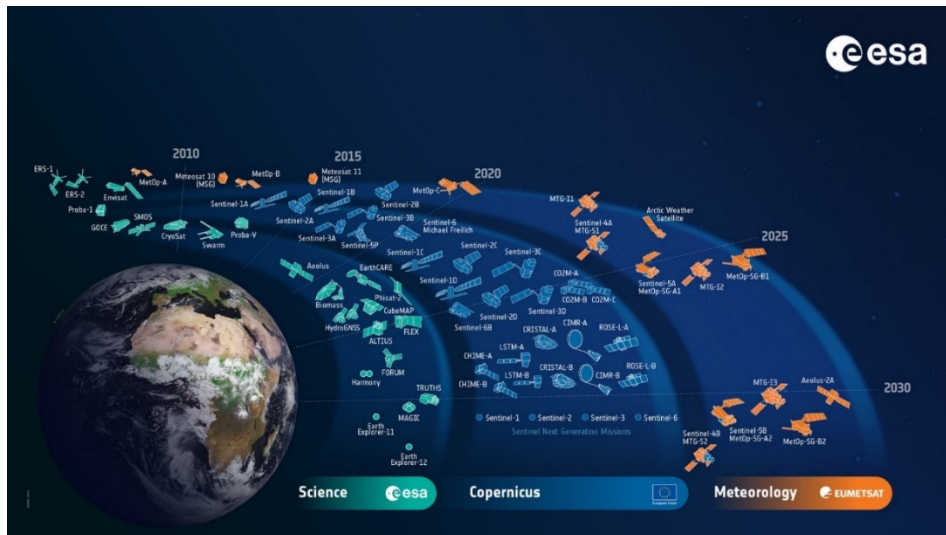 esa
2010
2015
2020
2025
2030
ERS-1
ERS-2
Envisat
MetOp-A
Meteosat 10
(MSG)
MetOp-B
Meteosat 11
(MSG)
MetOp-C
Proba-1
GOCE
SMOS
CryoSat
Swarm
Proba-V
Sentinel-1A
Sentinel-1B
Sentinel-2A
Sentinel-2B
Sentinel-3A
Sentinel-3B
Sentinel-5P
Sentinel-6
Michael Freilich
MTG-I1
Sentinel-4A
MTG-S1
Arctic Weather
Satellite
Sentinel-5A
MetOp-SG-A1
MTG-I2
MetOp-SG-B1
Aeolus
EarthCARE
Biomass
Phisat-2
CubeMAP
HydroGNSS
FLEX
ALTIUS
FORUM
Harmony
TRUTHS
MAGIC
Earth
Explorer-11
Earth
Explorer-12
Sentinel-1C
Sentinel-2C
Sentinel-3C
Sentinel-1D
Sentinel-2D
Sentinel-3D
Sentinel-6B
CO2M-A
CO2M-B
CO2M-C
CRISTAL-A
CIMR-A
ROSE-L-A
CHIME-A
LSTM-A
CHIME-B
LSTM-B
CRISTAL-B
CIMR-B
ROSE-L-B
Sentinel-1
Sentinel-2
Sentinel-3
Sentinel-6
Sentinel Next Generation Missions
MTG-I3
Aeolus-2A
Sentinel-4B
MTG-S2
Sentinel-5B
MetOp-SG-A2
MetOp-SG-B2
Science
esa
Copernicus
Meteorology
EUMETSAT